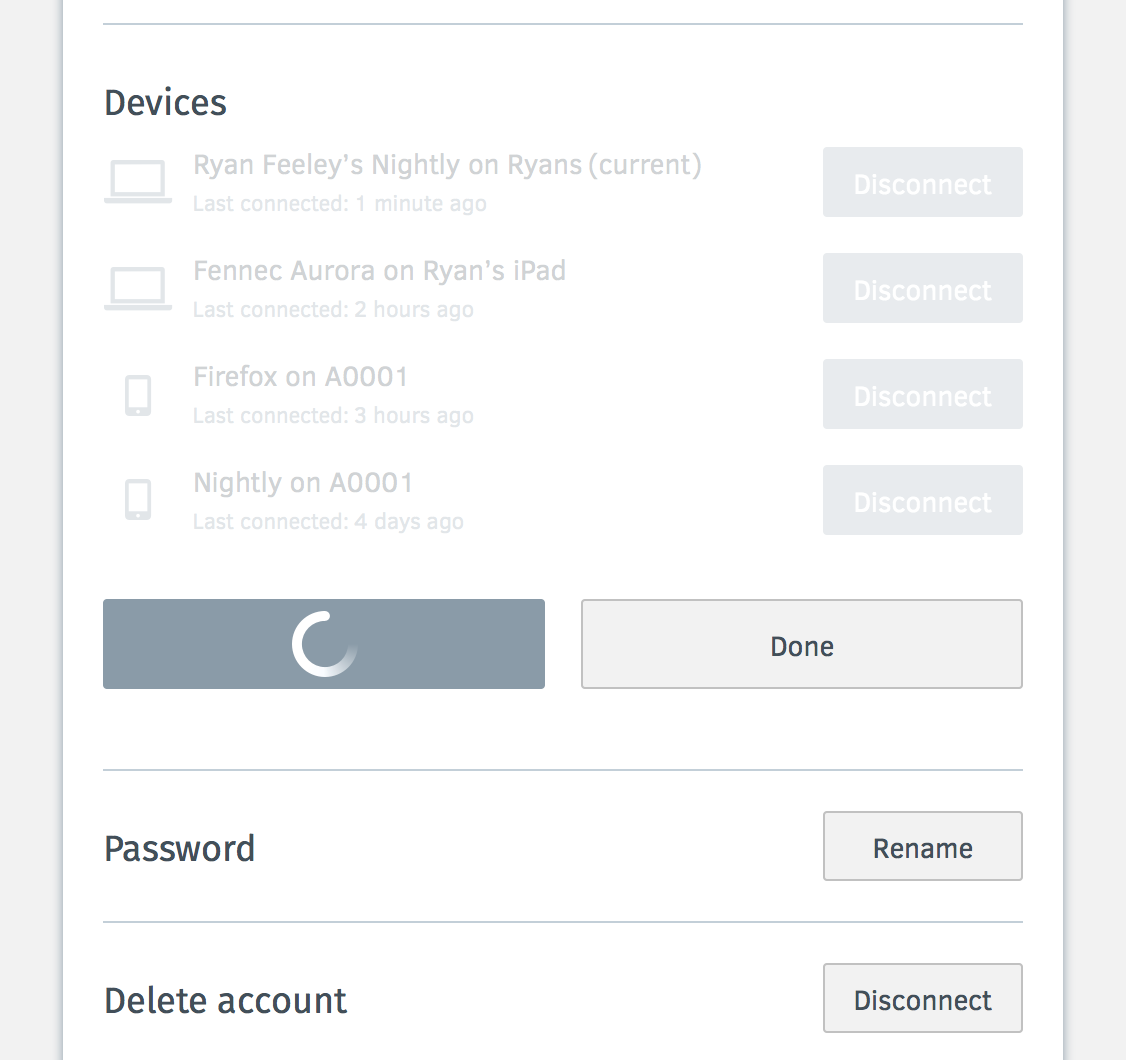 Devices
Ryan Feeley’s Nightly on Ryans (current)
Last connected: 1 minute ago
Disconnect
Fennec Aurora on Ryan’s iPad
Last connected: 2 hours ago
Disconnect
Firefox on A0001
Last connected: 3 hours ago
Disconnect
Nightly on A0001
Last connected: 4 days ago
Disconnect
Done
Password
Rename
Delete account
Disconnect